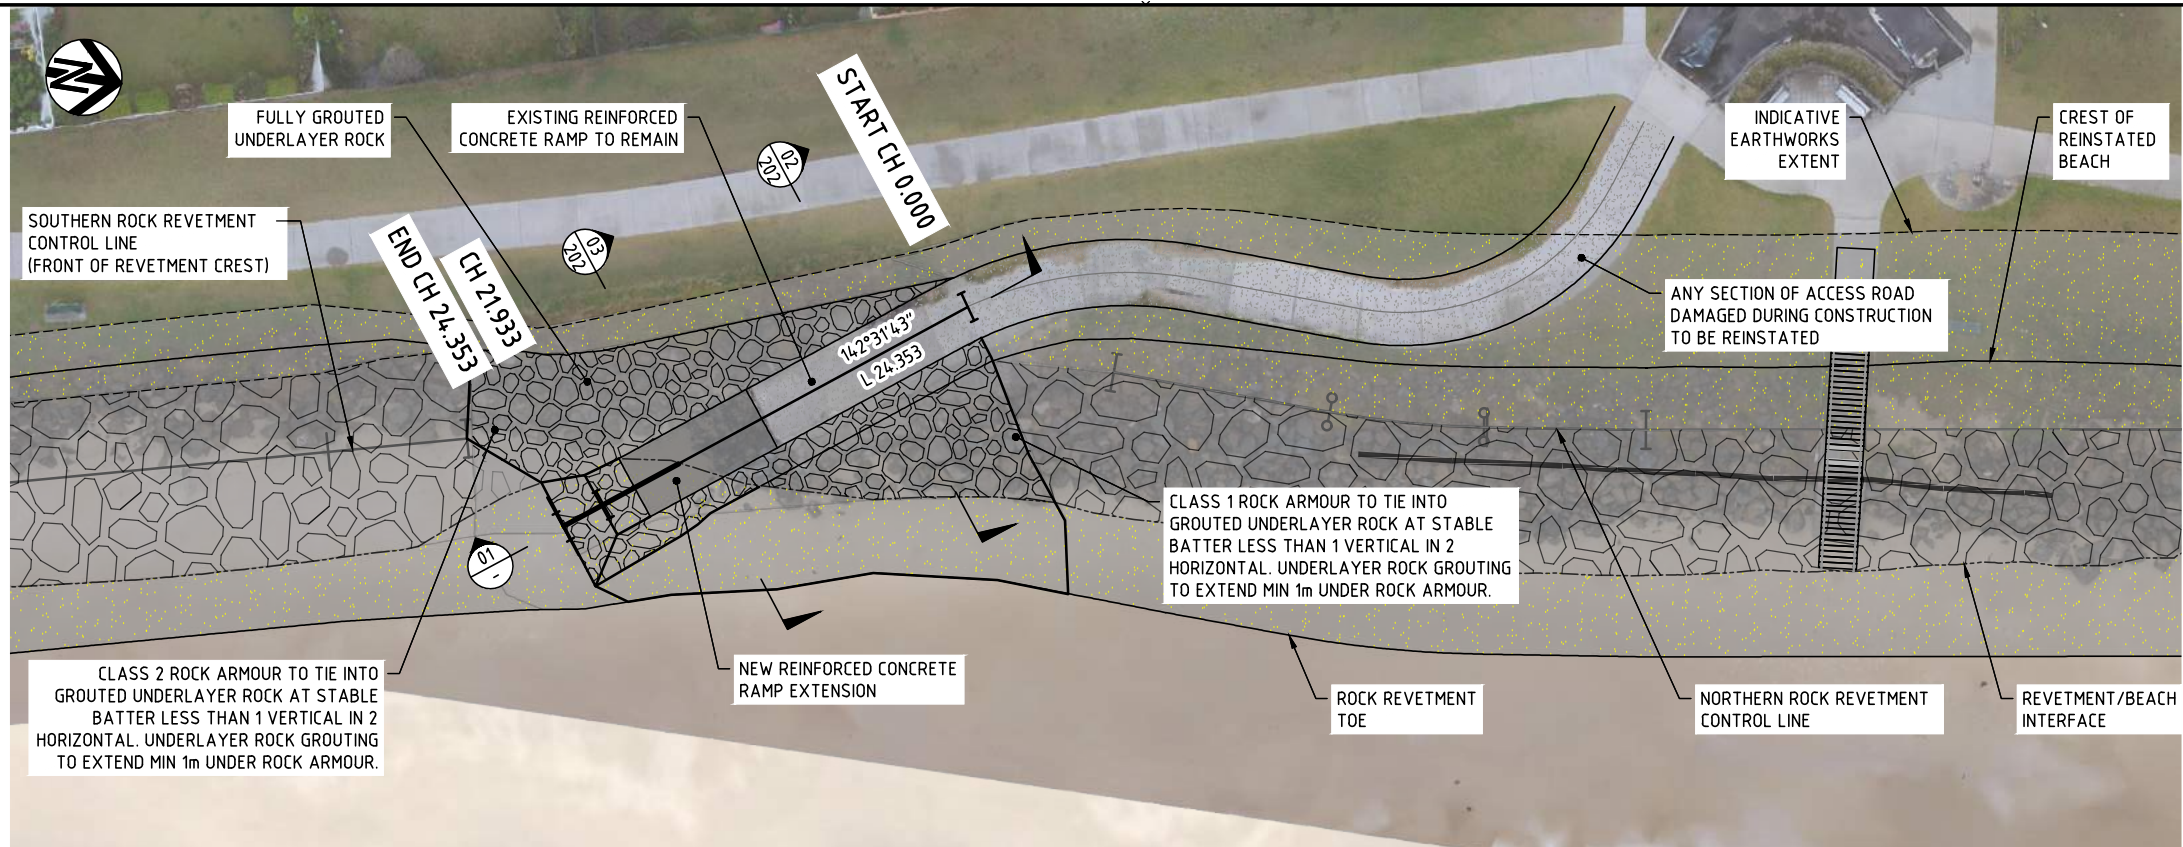 N
FULLY GROUTED
UNDERLAYER ROCK
EXISTING REINFORCED
CONCRETE RAMP TO REMAIN
START CH 0.000
INDICATIVE
EARTHWORKS
EXTENT
CREST OF
REINSTATED
BEACH
02
202
SOUTHERN ROCK REVETMENT
CONTROL LINE
(FRONT OF REVETMENT CREST)
03
202
END CH 24.353
CH 21.933
ANY SECTION OF ACCESS ROAD
DAMAGED DURING CONSTRUCTION
TO BE REINSTATED
142°31'43"
L 24.353
01
-
CLASS 1 ROCK ARMOUR TO TIE INTO
GROUTED UNDERLAYER ROCK AT STABLE
BATTER LESS THAN 1 VERTICAL IN 2
HORIZONTAL. UNDERLAYER ROCK GROUTING
TO EXTEND MIN 1m UNDER ROCK ARMOUR.
CLASS 2 ROCK ARMOUR TO TIE INTO
GROUTED UNDERLAYER ROCK AT STABLE
BATTER LESS THAN 1 VERTICAL IN 2
HORIZONTAL. UNDERLAYER ROCK GROUTING
TO EXTEND MIN 1m UNDER ROCK ARMOUR.
NEW REINFORCED CONCRETE
RAMP EXTENSION
ROCK REVETMENT
TOE
NORTHERN ROCK REVETMENT
CONTROL LINE
REVETMENT/BEACH
INTERFACE